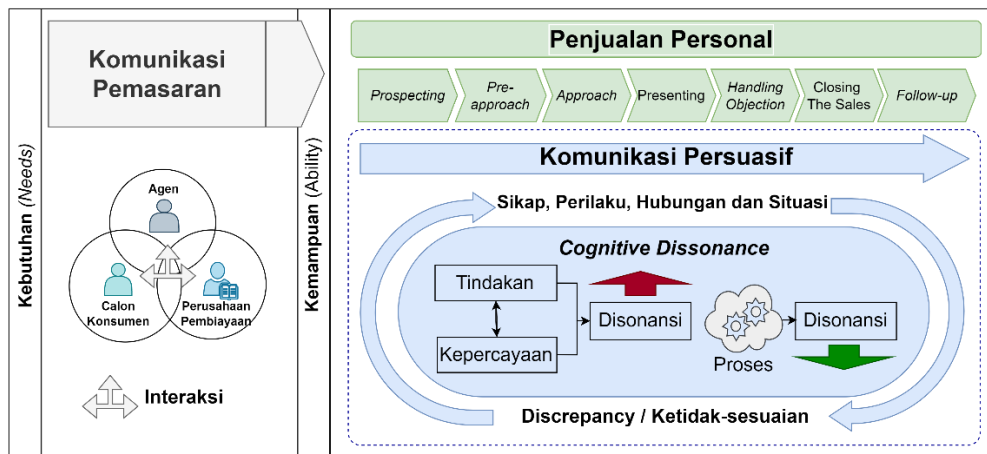 Komunikasi
Pemasaran
Kebutuhan (Needs)
Agen
Calon
Konsumen
Perusahaan
Pembiayaan
Interaksi
Kemampuan (Ability)
Penjualan Personal
Prospecting
Pre-
approach
Approach
Presenting
Handling
Objection
Closing
The Sales
Follow-up
Komunikasi Persuasif
Sikap, Perilaku, Hubungan dan Situasi
Cognitive Dissonance
Tindakan
Kepercayaan
Disonansi
Proses
Disonansi
Discrepancy / Ketidak-sesuaian